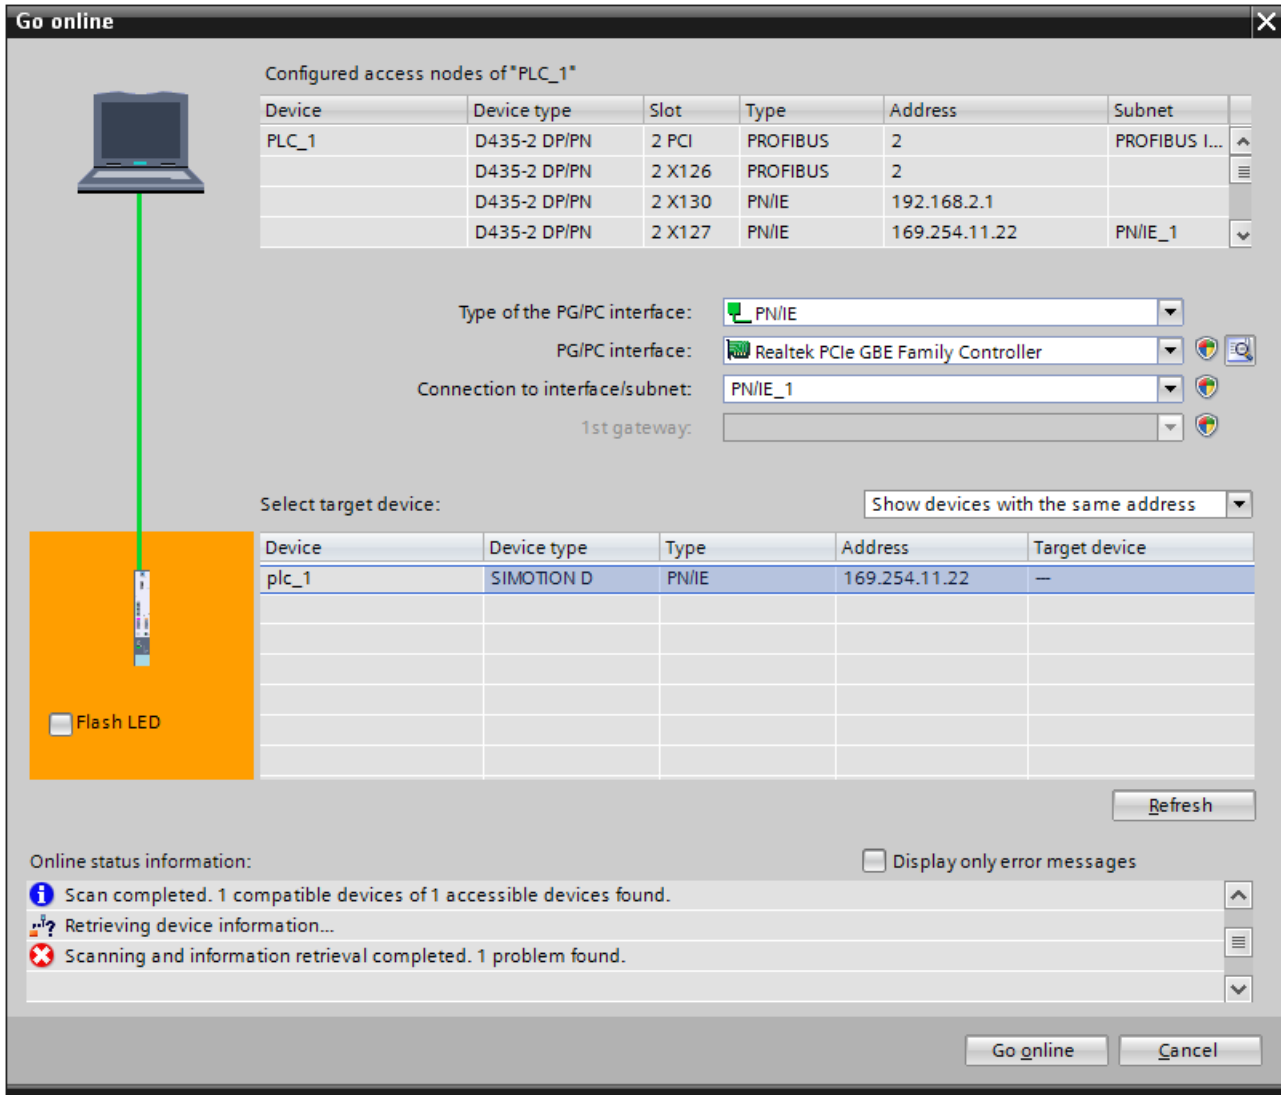 Go online
Configured access nodes of "PLC_1"
Device Device type Slot Type Address Subnet
PLC_1 D435-2 DP/PN 2 PCI PROFIBUS 2 PROFIBUS I...
D435-2 DP/PN 2 X126 PROFIBUS 2
D435-2 DP/PN 2 X130 PN/IE 192.168.2.1
D435-2 DP/PN 2 X127 PN/IE 169.254.11.22 PN/IE_1
Type of the PG/PC interface: PN/IE
PG/PC interface: Realtek PCIe GBE Family Controller
Connection to interface/subnet: PN/IE_1
1st gateway:
Select target device: Show devices with the same address
Device Device type Type Address Target device
plc_1 SIMOTION D PN/IE 169.254.11.22 —
Flash LED
Refresh
Online status information: Display only error messages
Scan completed. 1 compatible devices of 1 accessible devices found.
Retrieving device information...
Scanning and information retrieval completed. 1 problem found.
Go online Cancel